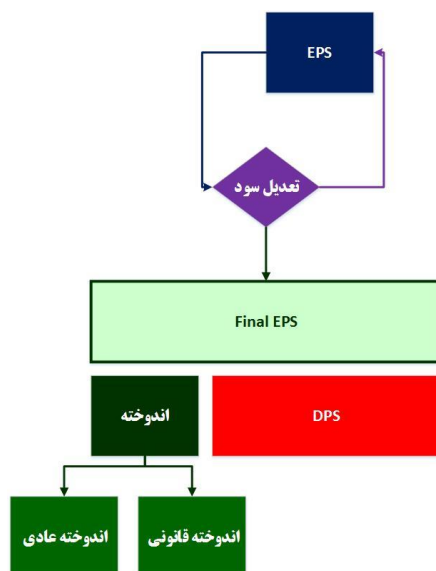 EPS
تعدیل سود
Final EPS
اندوخته
DPS
اندوخته عادی
اندوخته قانونی